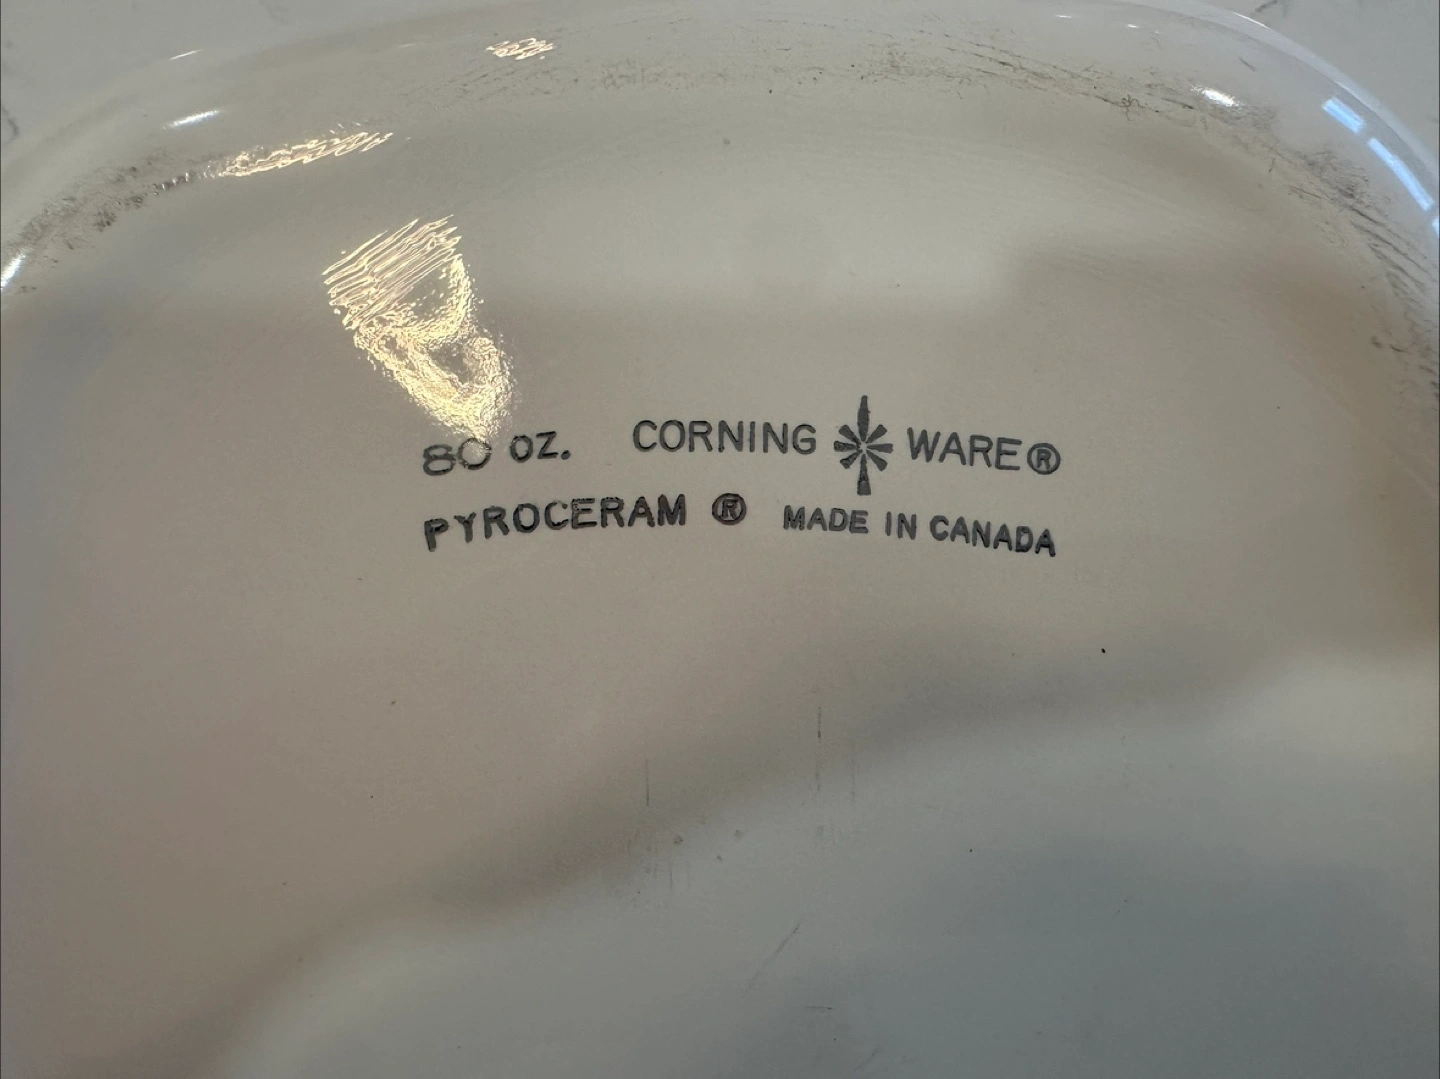 80 OZ. CORNING WARE®
PYROCERAM ® MADE IN CANADA